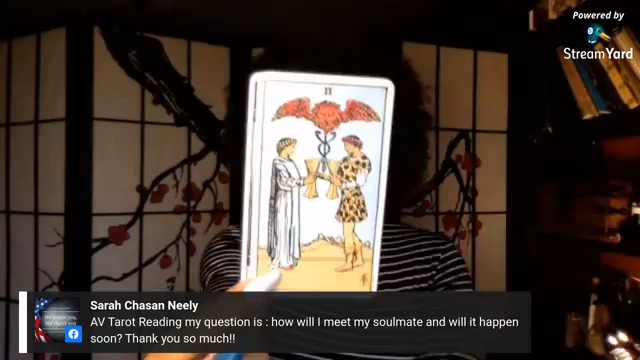 Powered by
StreamYard
II
Sarah Chasan Neely
AV Tarot Reading my question is : how will I meet my soulmate and will it happen
soon? Thank you so much!!